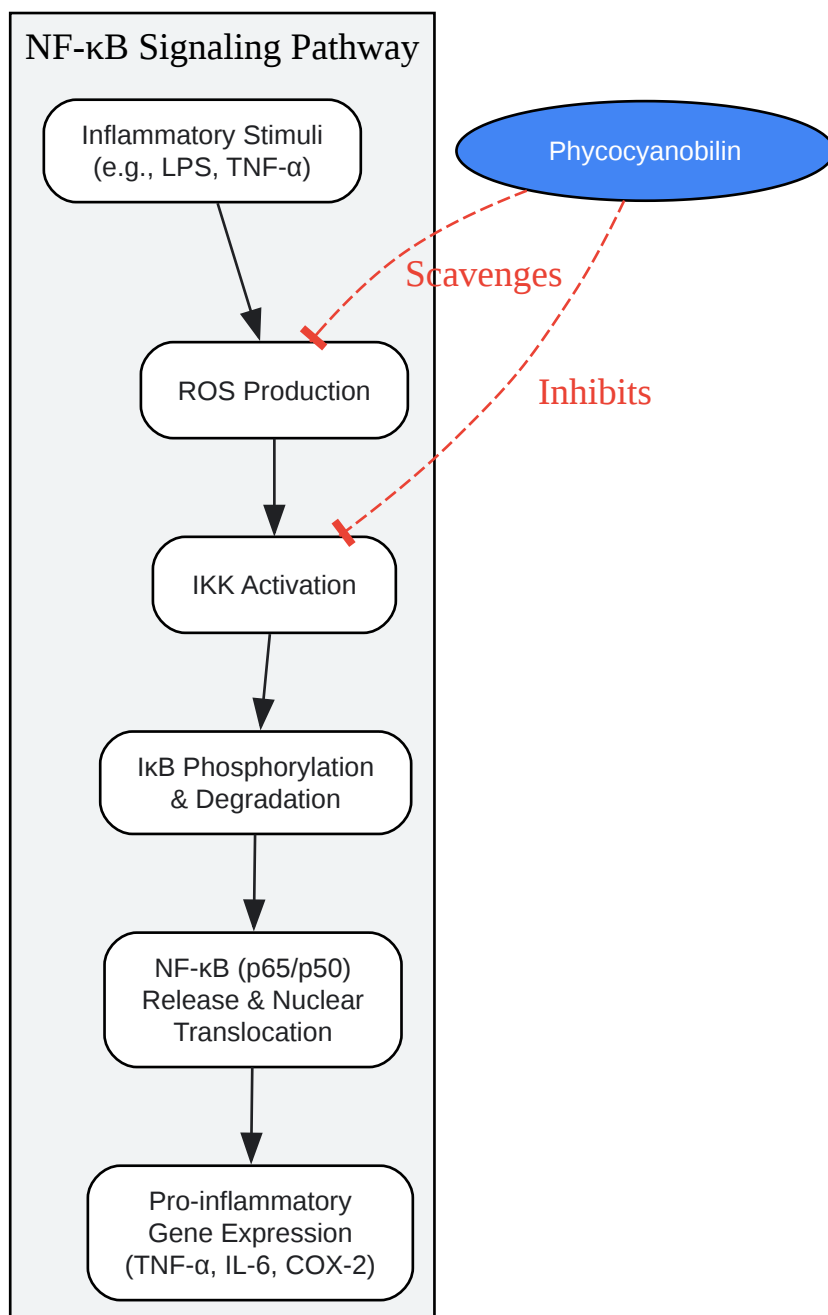 NF-κB Signaling Pathway
Inflammatory Stimuli
(e.g., LPS, TNF-α)
Phycocyanobilin
Scavenges
ROS Production
Inhibits
IKK Activation
IκB Phosphorylation
& Degradation
NF-κB (p65/p50)
Release & Nuclear
Translocation
Pro-inflammatory
Gene Expression
(TNF-α, IL-6, COX-2)